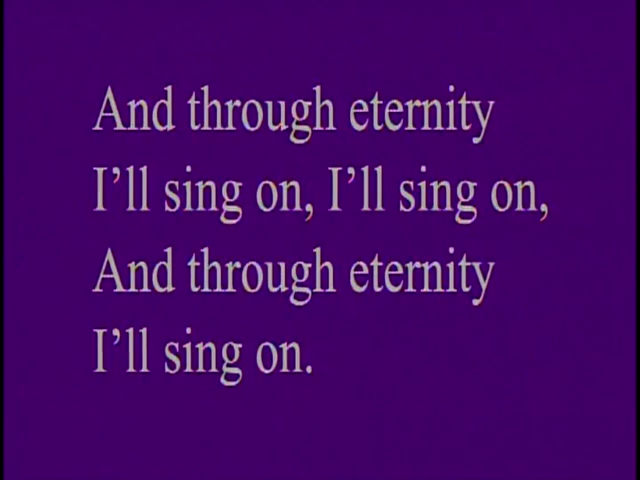 And through eternity
I’ll sing on, I’ll sing on,
And through eternity
I’ll sing on.